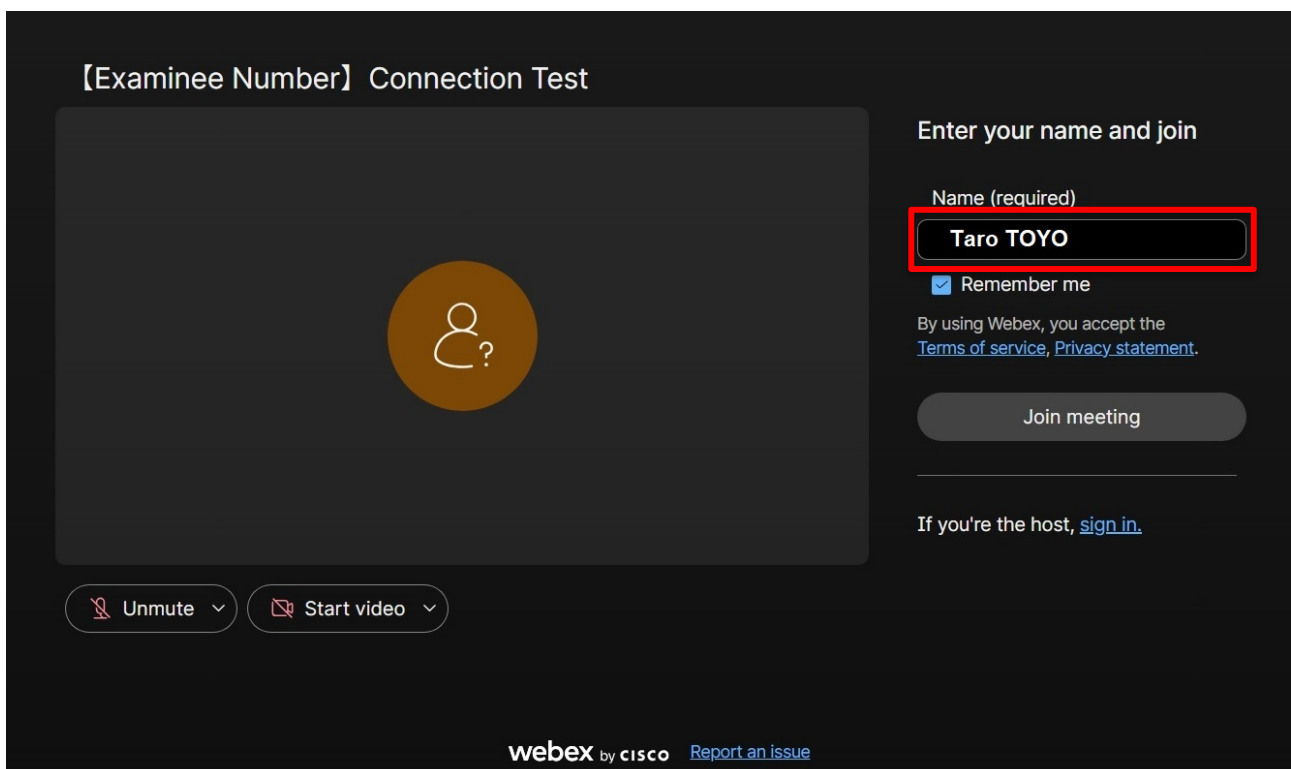 【Examinee Number】Connection Test
Enter your name and join
Name (required)
Taro TOYO
Remember me
By using Webex, you accept the
Terms of service, Privacy statement.
Join meeting
If you're the host, sign in.
?
Unmute
Start video
webex by CISCO
Report an issue